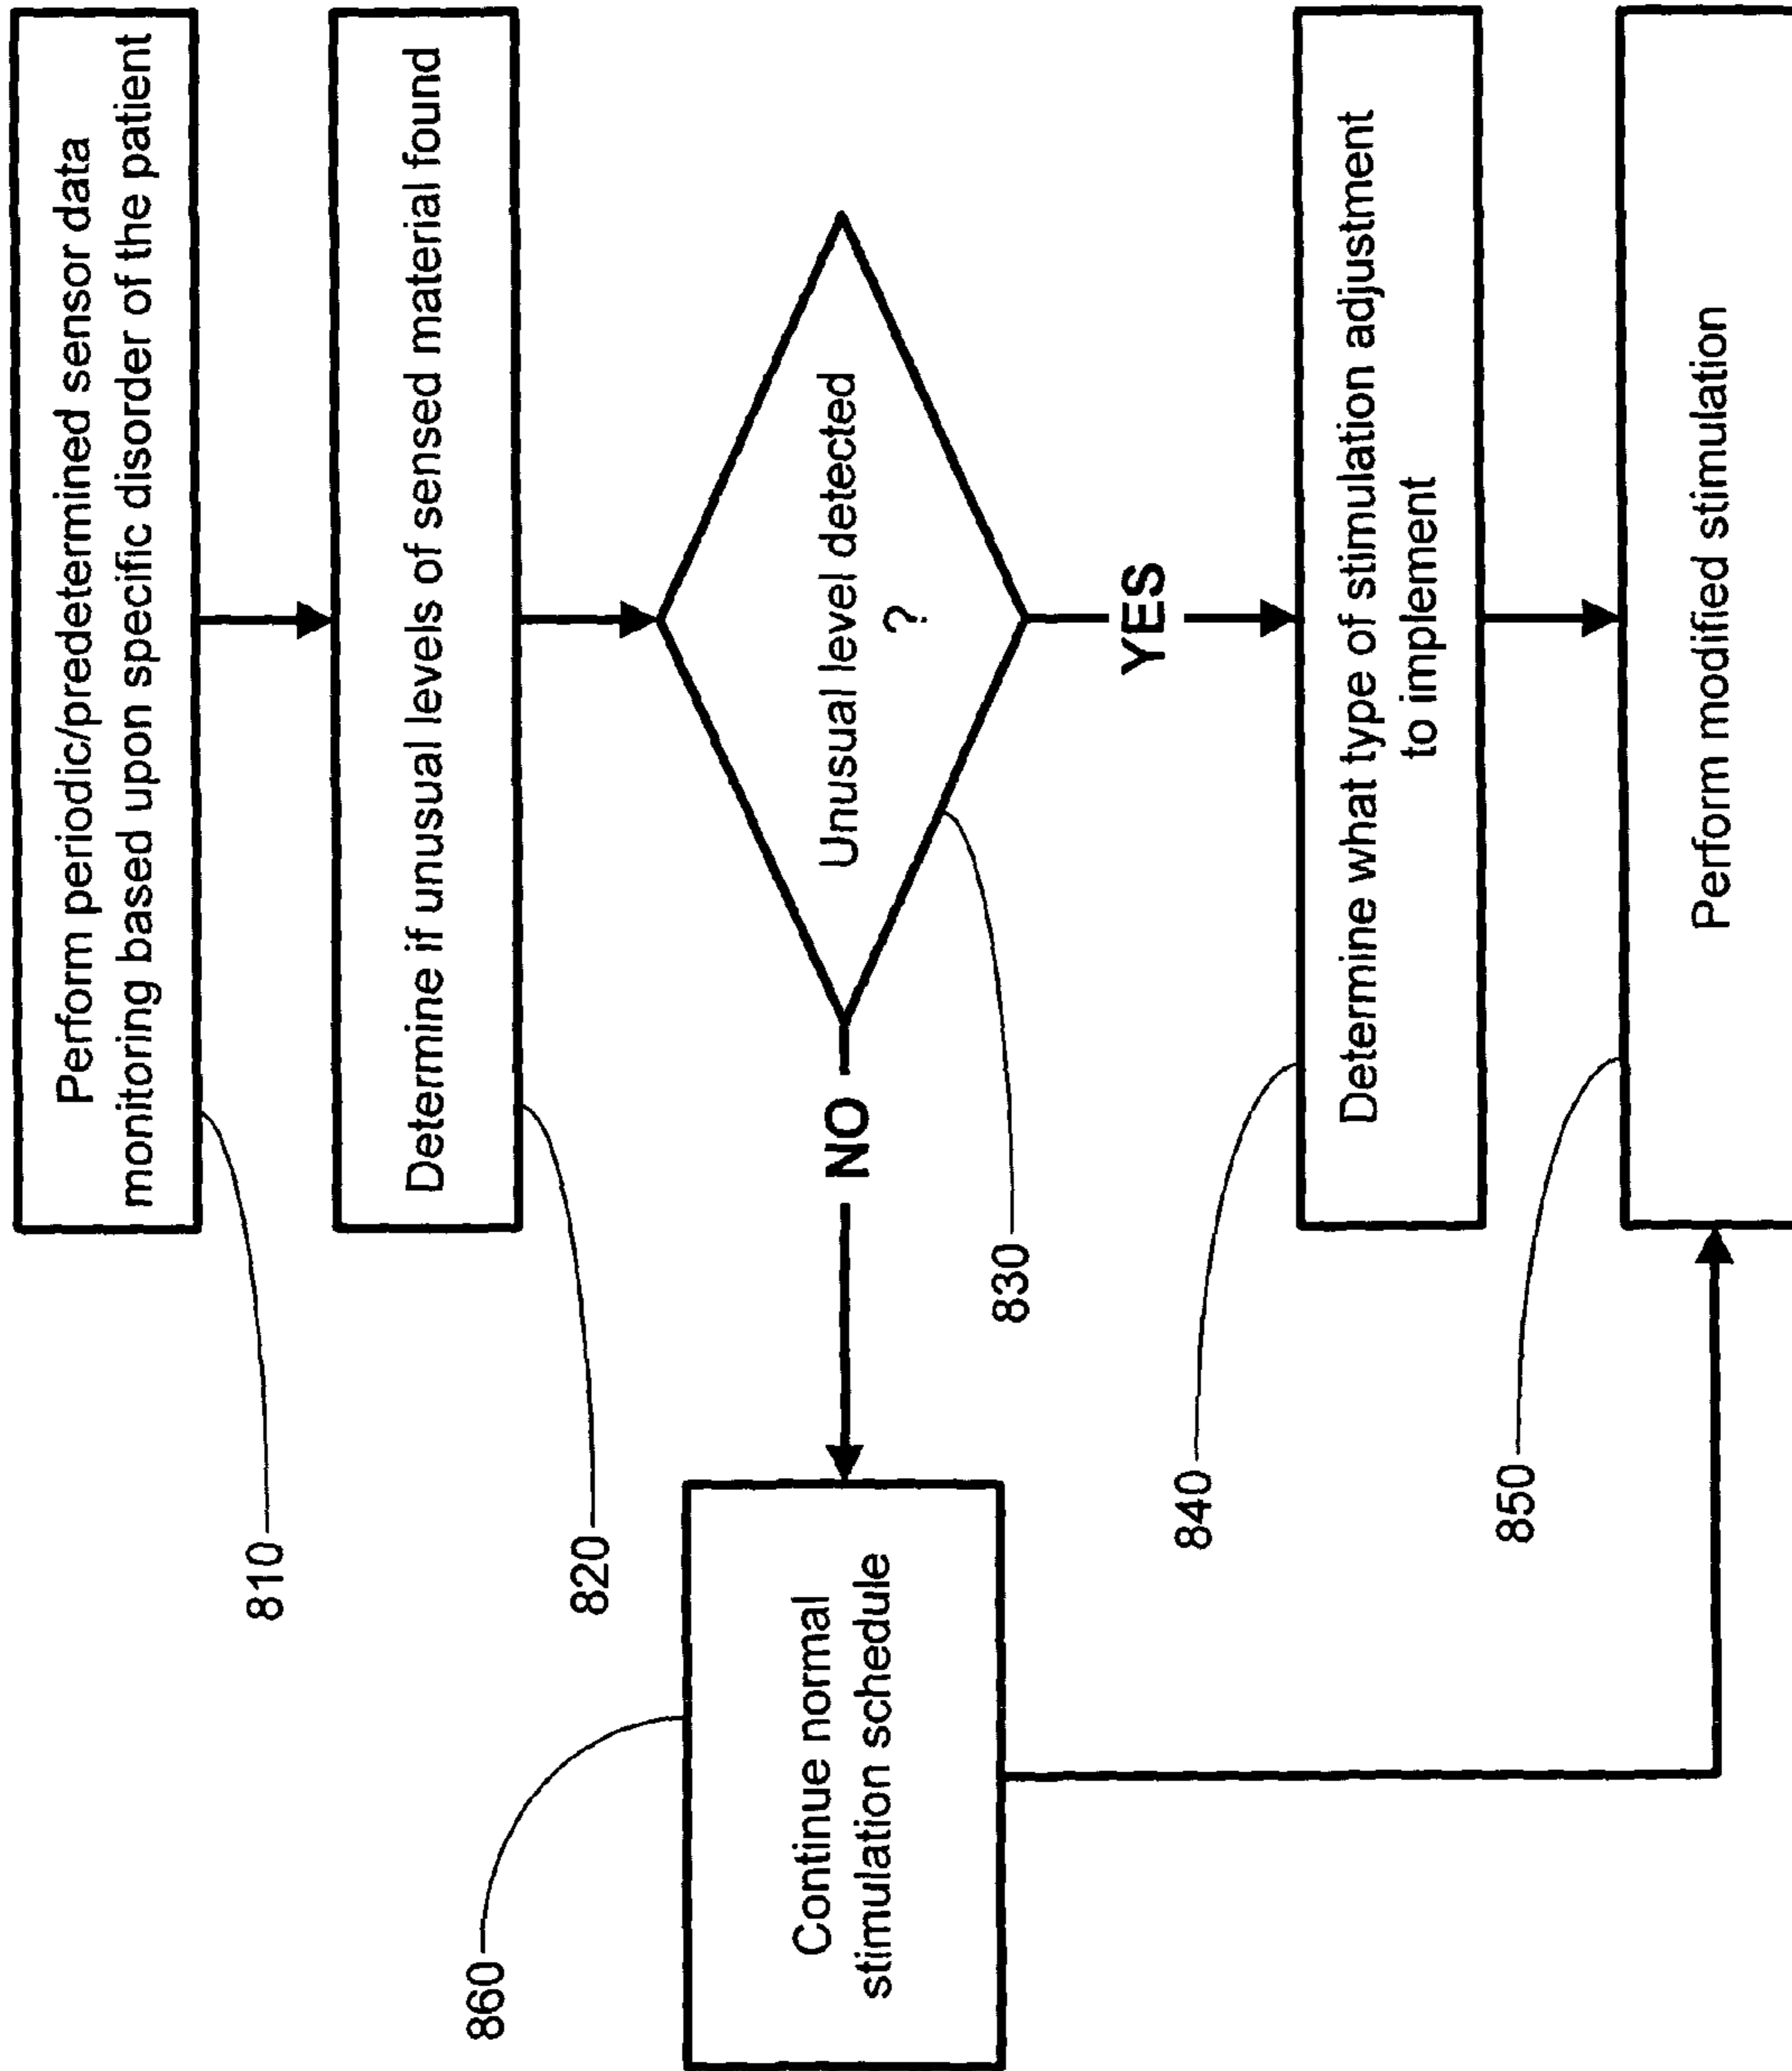 Perform periodic/predetermined sensor data
monitoring based upon specific disorder of the patient
810
Determine if unusual levels of sensed material found
820
Unusual level detected
?
830
NO
YES
Continue normal
stimulation schedule
860
Determine what type of stimulation adjustment
to implement
840
Perform modified stimulation
850